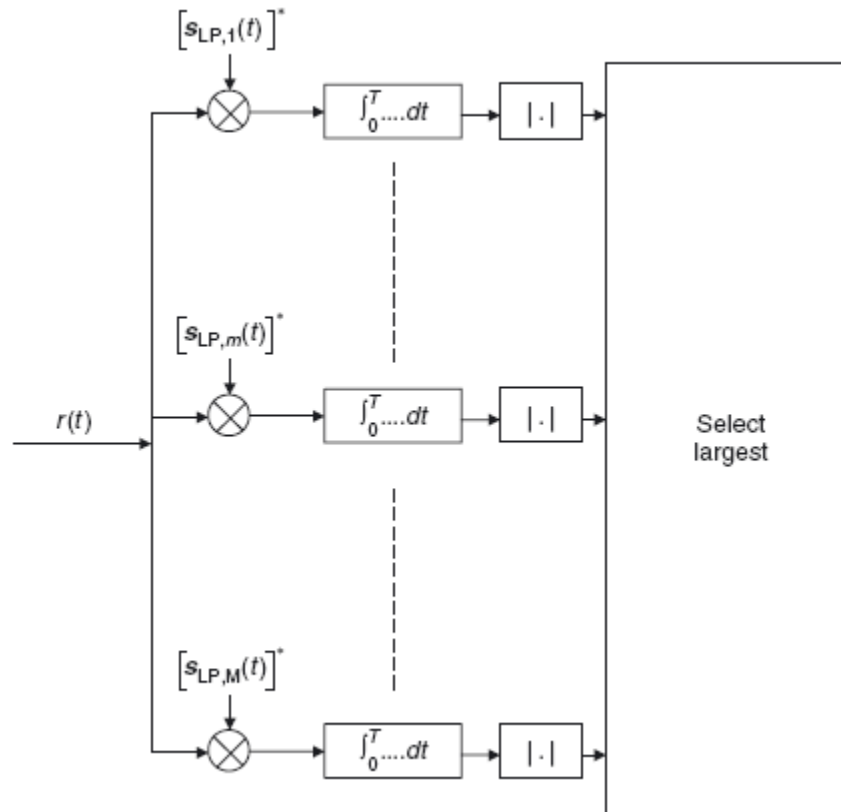 [s_LP,1(t)]*
∫_0^T....dt
|.|
[s_LP,m(t)]*
r(t)
∫_0^T....dt
|.|
Select
largest
[s_LP,M(t)]*
∫_0^T....dt
|.|